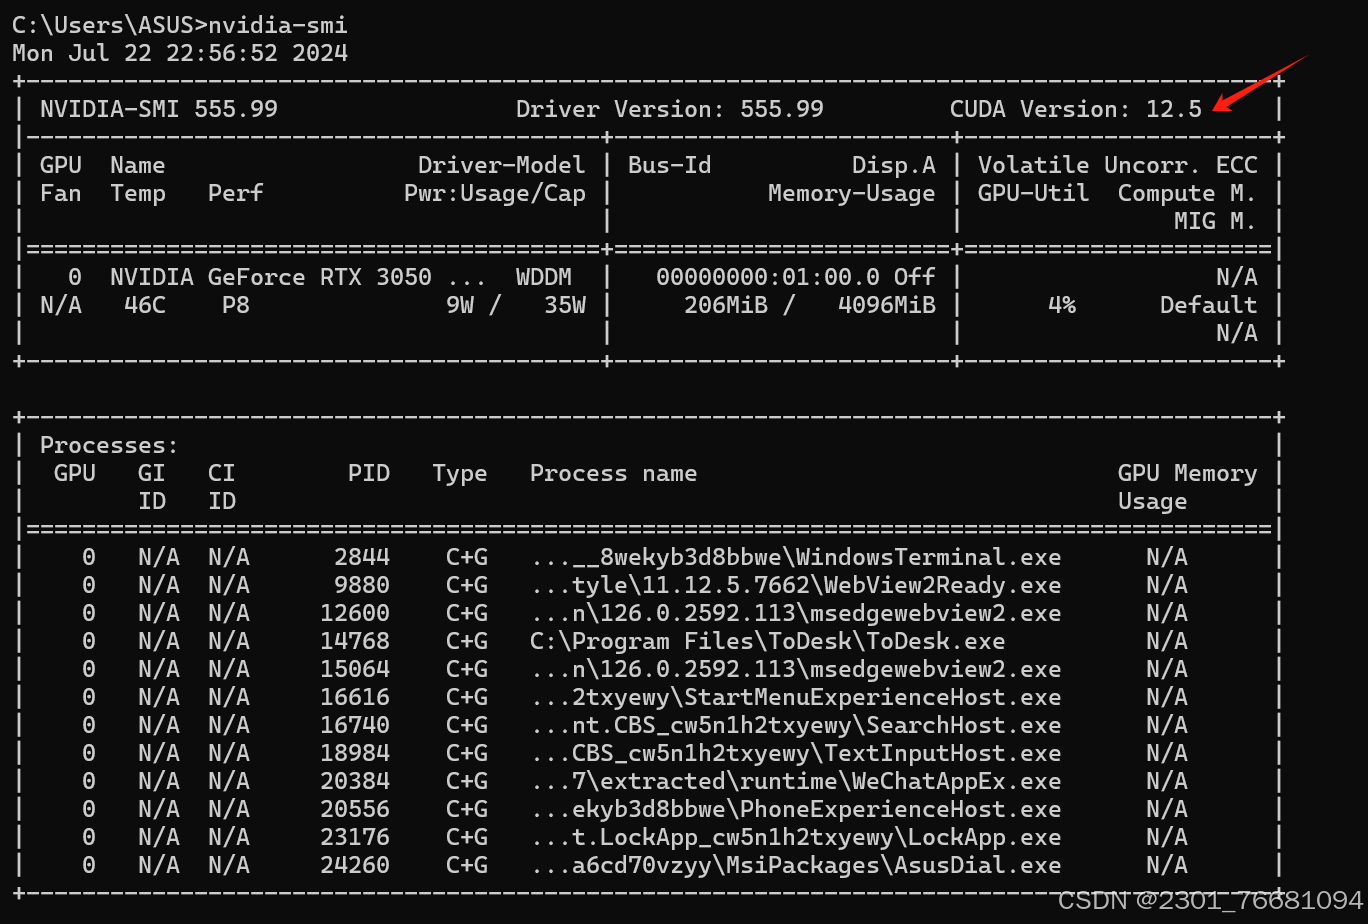 C:\Users\ASUS>nvidia-smi
Mon Jul 22 22:56:52 2024
+-----------------------------------------------------------------------------------------+
| NVIDIA-SMI 555.99                 Driver Version: 555.99         CUDA Version: 12.5     |
|-----------------------------------------+------------------------+----------------------+
| GPU  Name                  Driver-Model | Bus-Id          Disp.A | Volatile Uncorr. ECC |
| Fan  Temp   Perf          Pwr:Usage/Cap |           Memory-Usage | GPU-Util  Compute M. |
|                                         |                        |               MIG M. |
|=========================================+========================+======================|
|   0  NVIDIA GeForce RTX 3050 ...  WDDM  |   00000000:01:00.0 Off |                  N/A |
| N/A   46C    P8               9W /   35W |     206MiB /   4096MiB |      4%      Default |
|                                         |                        |                  N/A |
+-----------------------------------------+------------------------+----------------------+
+-----------------------------------------------------------------------------------------+
| Processes:                                                                              |
|  GPU   GI   CI        PID   Type   Process name                              GPU Memory |
|        ID   ID                                                               Usage      |
|=========================================================================================|
|    0   N/A  N/A      2844    C+G   ...__8wekyb3d8bbwe\WindowsTerminal.exe      N/A      |
|    0   N/A  N/A      9880    C+G   ...tyle\11.12.5.7662\WebView2Ready.exe      N/A      |
|    0   N/A  N/A     12600    C+G   ...n\126.0.2592.113\msedgewebview2.exe      N/A      |
|    0   N/A  N/A     14768    C+G   C:\Program Files\ToDesk\ToDesk.exe          N/A      |
|    0   N/A  N/A     15064    C+G   ...n\126.0.2592.113\msedgewebview2.exe      N/A      |
|    0   N/A  N/A     16616    C+G   ...2txyewy\StartMenuExperienceHost.exe      N/A      |
|    0   N/A  N/A     16740    C+G   ...nt.CBS_cw5n1h2txyewy\SearchHost.exe      N/A      |
|    0   N/A  N/A     18984    C+G   ...CBS_cw5n1h2txyewy\TextInputHost.exe      N/A      |
|    0   N/A  N/A     20384    C+G   ...7\extracted\runtime\WeChatAppEx.exe      N/A      |
|    0   N/A  N/A     20556    C+G   ...ekyb3d8bbwe\PhoneExperienceHost.exe      N/A      |
|    0   N/A  N/A     23176    C+G   ...t.LockApp_cw5n1h2txyewy\LockApp.exe      N/A      |
|    0   N/A  N/A     24260    C+G   ...a6cd70vzyy\MsiPackages\AsusDial.exe      N/A      |
+-----------------------------------------------------------------------------------------+
CSDN @2301_76681094